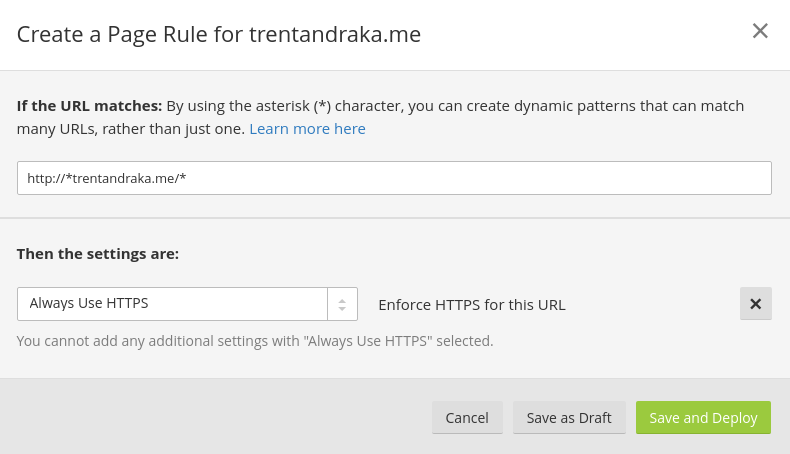 Create a Page Rule for trentandraka.me
If the URL matches: By using the asterisk (*) character, you can create dynamic patterns that can match
many URLs, rather than just one. Learn more here
http://*trentandraka.me/*
Then the settings are:
Always Use HTTPS
Enforce HTTPS for this URL
You cannot add any additional settings with "Always Use HTTPS" selected.
Cancel
Save as Draft
Save and Deploy